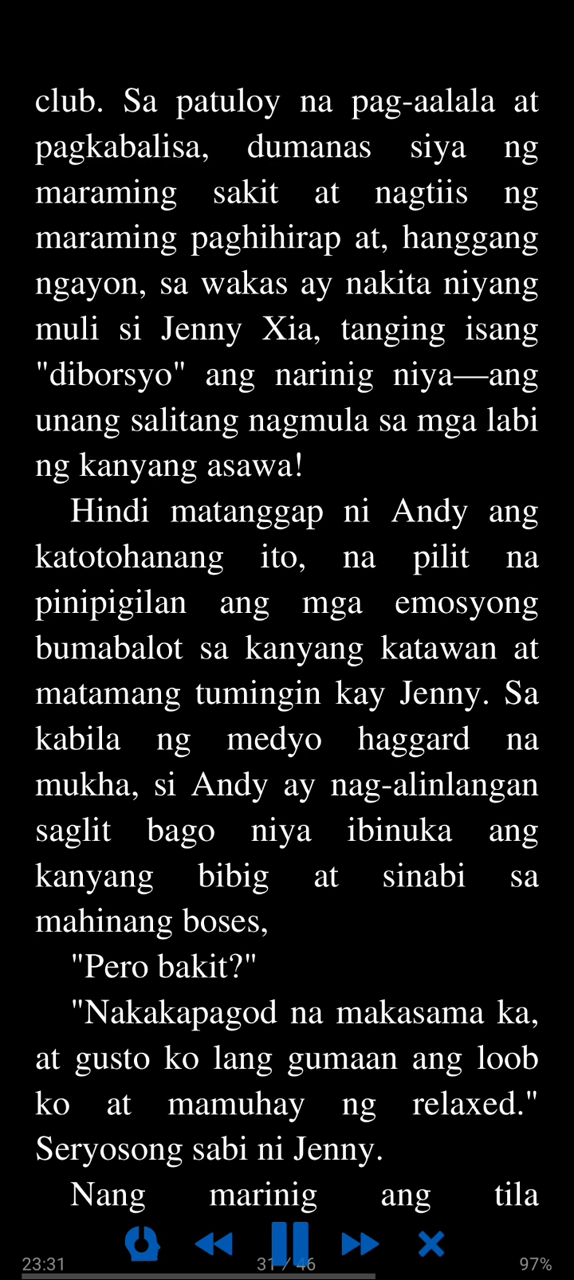 club. Sa patuloy na pag-aalala at
pagkabalisa, dumanas siya ng
maraming sakit at nagtiis ng
maraming paghihirap at, hanggang
ngayon, sa wakas ay nakita niyang
muli si Jenny Xia, tanging isang
"diborsyo" ang narinig niya—ang
unang salitang nagmula sa mga labi
ng kanyang asawa!
Hindi matanggap ni Andy ang
katotohanang ito, na pilit na
pinipigilan ang mga emosyong
bumabalot sa kanyang katawan at
matamang tumingin kay Jenny. Sa
kabila ng medyo haggard na
mukha, si Andy ay nag-alinlangan
saglit bago niya ibinuka ang
kanyang bibig at sinabi sa
mahinang boses,
"Pero bakit?"
"Nakakapagod na makasama ka,
at gusto ko lang gumaan ang loob
ko at mamuhay ng relaxed."
Seryosong sabi ni Jenny.
Nang marinig ang tila
23:31 31 / 46 97%